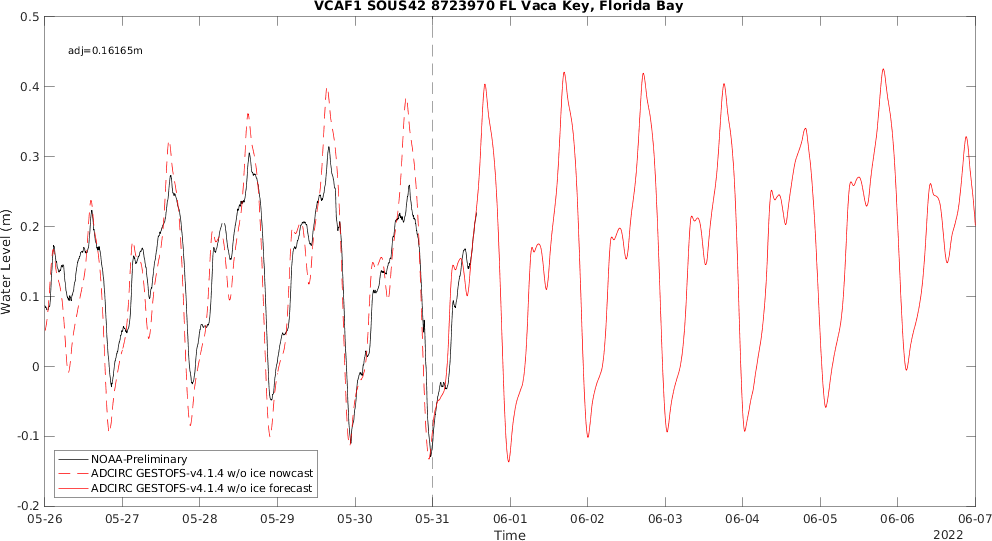 VCAF1 SOUS42 8723970 FL Vaca Key, Florida Bay
adj=0.16165m
Water Level (m)
0.5
0.4
0.3
0.2
0.1
0
-0.1
-0.2
NOAA-Preliminary
ADCIRC GESTOFS-v4.1.4 w/o ice nowcast
ADCIRC GESTOFS-v4.1.4 w/o ice forecast
05-26 05-27 05-28 05-29 05-30 05-31 06-01 06-02 06-03 06-04 06-05 06-06 06-07
Time
2022